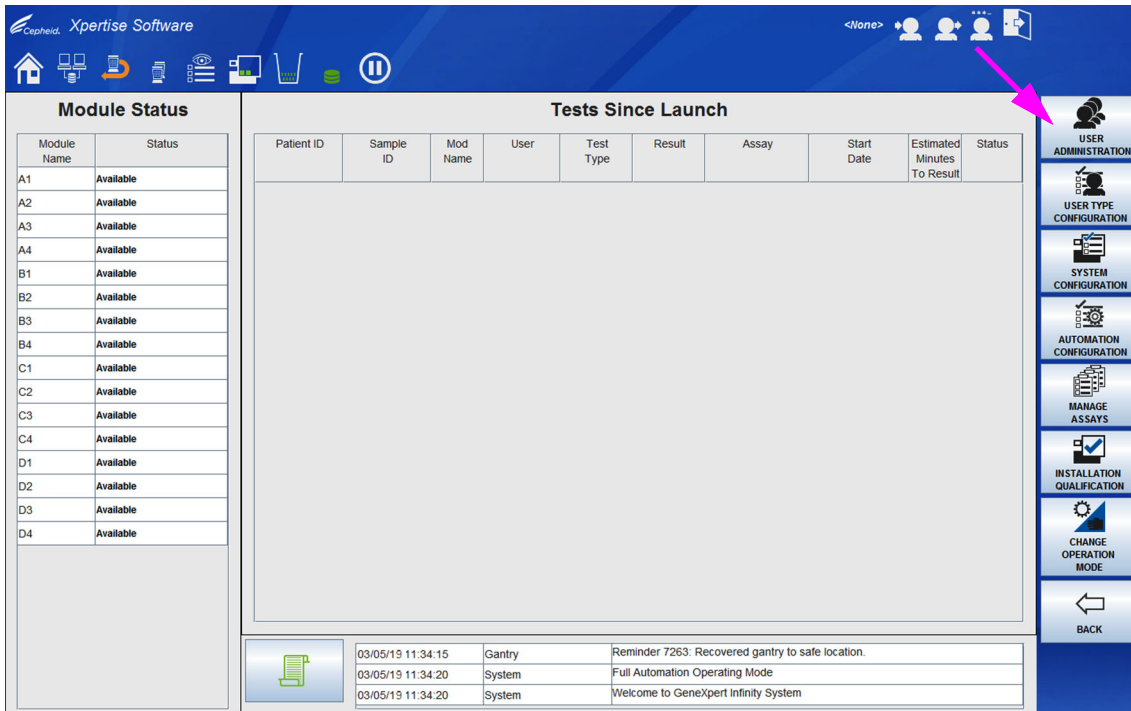 Cepheid. Xpertise Software
<None>
Module Status
Module Name
Status
A1 Available
A2 Available
A3 Available
A4 Available
B1 Available
B2 Available
B3 Available
B4 Available
C1 Available
C2 Available
C3 Available
C4 Available
D1 Available
D2 Available
D3 Available
D4 Available
Tests Since Launch
Patient ID
Sample ID
Mod Name
User
Test Type
Result
Assay
Start Date
Estimated Minutes To Result
Status
03/05/19 11:34:15 Gantry Reminder 7263: Recovered gantry to safe location.
03/05/19 11:34:20 System Full Automation Operating Mode
03/05/19 11:34:20 System Welcome to GeneXpert Infinity System
USER
ADMINISTRATION
USER TYPE
CONFIGURATION
SYSTEM
CONFIGURATION
AUTOMATION
CONFIGURATION
MANAGE
ASSAYS
INSTALLATION
QUALIFICATION
CHANGE
OPERATION
MODE
BACK